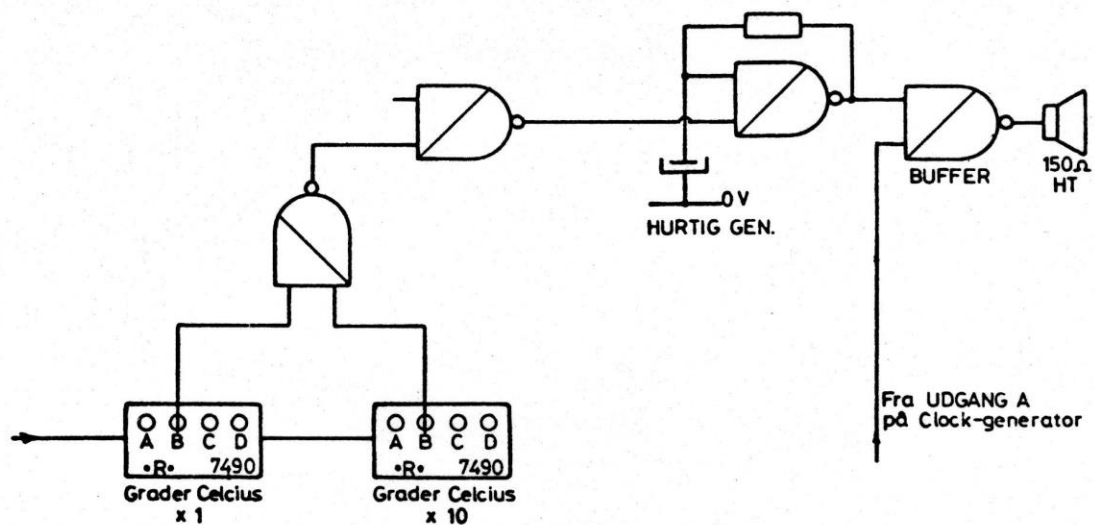 0V
HURTIG GEN.
BUFFER
150Ω
HT
Fra UDGANG A
på Clock-generator
A B C D
•R• 7490
Grader Celcius
x 1
A B C D
•R• 7490
Grader Celcius
x 10